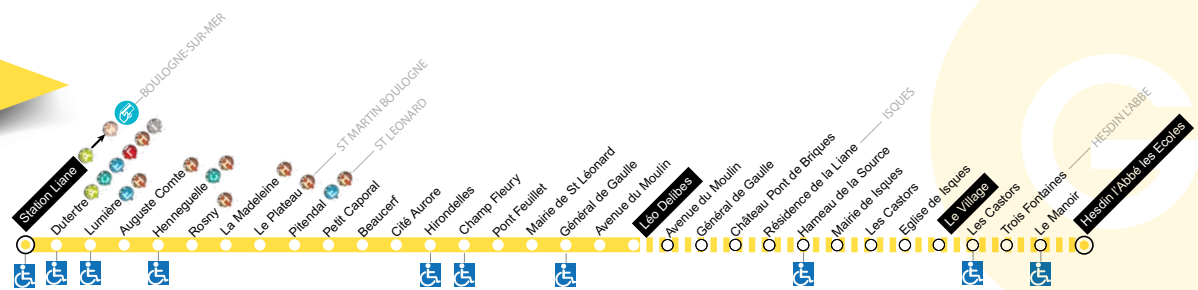 BOULOGNE-SUR-MER
ST MARTIN BOULOGNE
ST LEONARD
ISQUES
HESDIN L'ABBE
Station Liane
Duterfre
Lumière
Auguste Comte
Henneguelle
Rosny
La Madeleine
Le Plateau
Pitendal
Petit Caporal
Beaucerf
Cité Aurore
Hirondelles
Champ Fleury
Pont Feuillet
Mairie de St Léonard
Général de Gaulle
Avenue du Moulin
Léo Delibes
Avenue du Moulin
Général de Gaulle
Château Pont de Briques
Résidence de la Liane
Hameau de la Source
Mairie de Isques
Les Castors
Eglise de Isques
Le Village
Les Castors
Trois Fontaines
Le Manoir
Hesdin l'Abbé les Ecoles
G